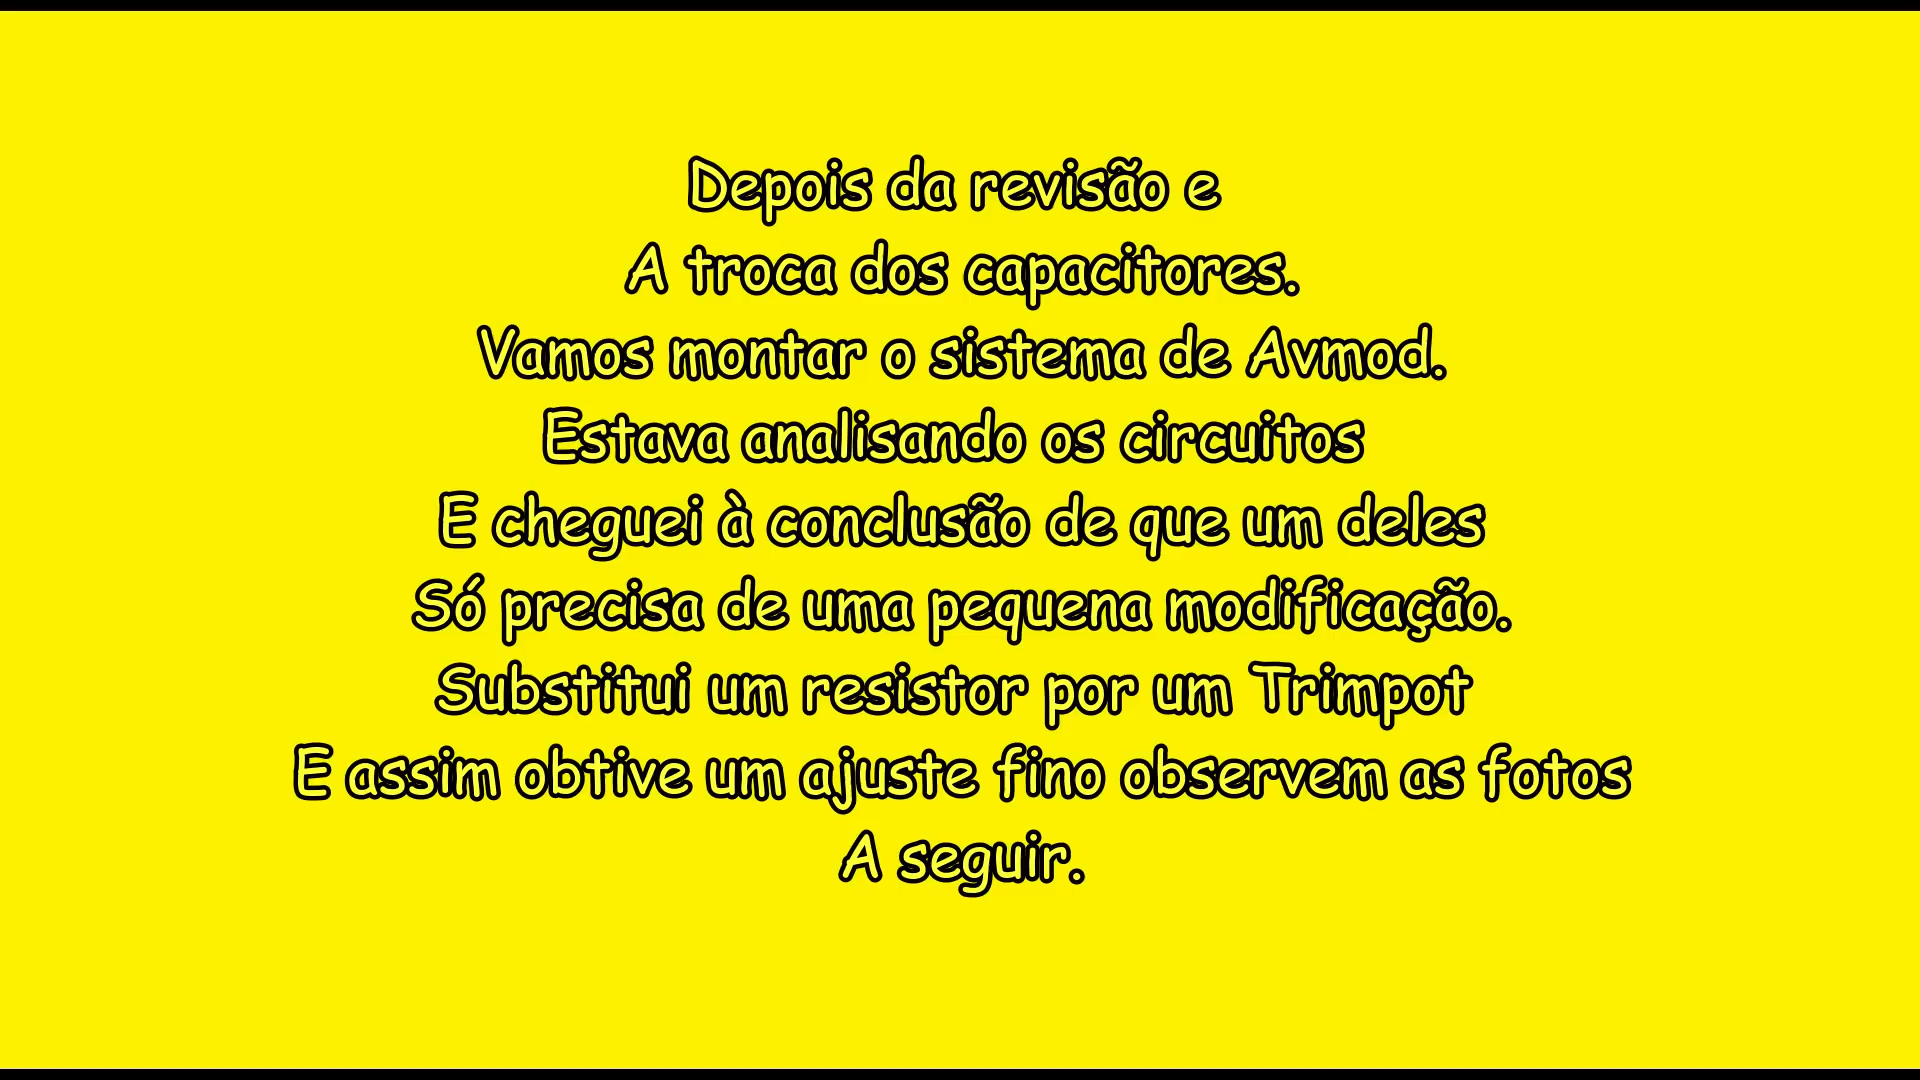 Depois da revisão e
A troca dos capacitores.
Vamos montar o sistema de Avmod.
Estava analisando os circuitos
E cheguei à conclusão de que um deles
Só precisa de uma pequena modificação.
Substitui um resistor por um Trimpot
E assim obtive um ajuste fino observem as fotos
A seguir.